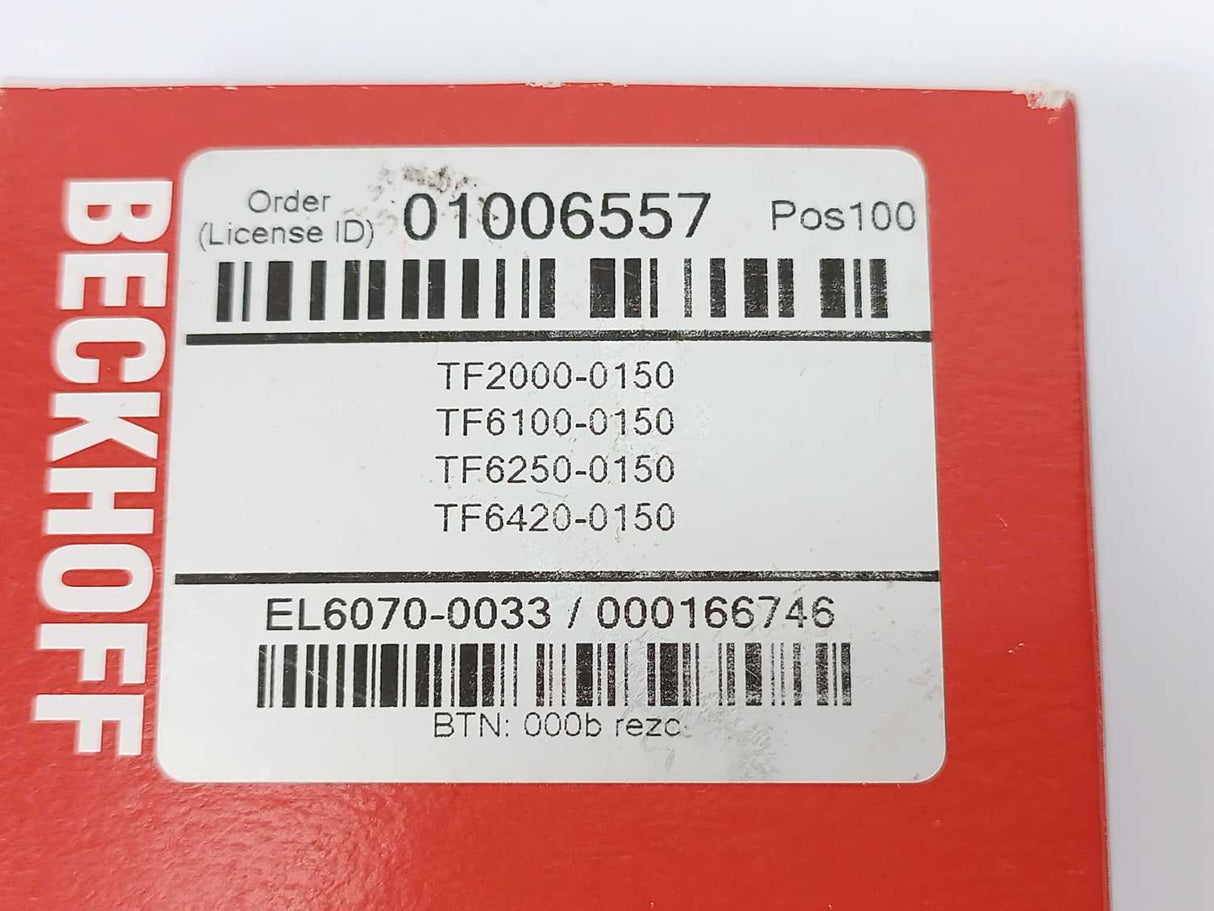 BECKHOFF
Order
(License ID) 01006557 Pos100
TF2000-0150
TF6100-0150
TF6250-0150
TF6420-0150
EL6070-0033 / 000166746
BTN: 000b rezc